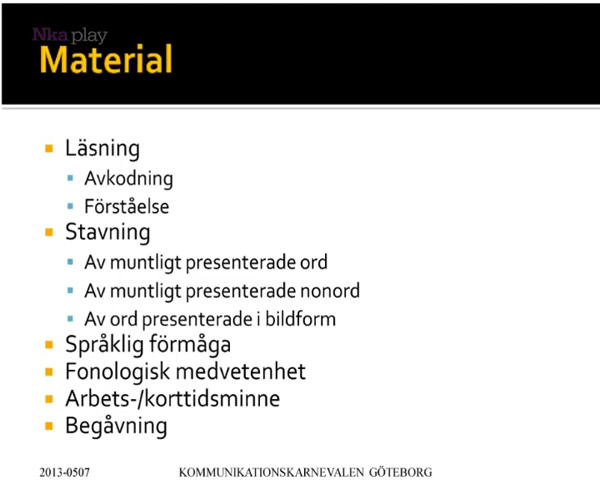 Nka play
Material
Läsning
Avkodning
Förståelse
Stavning
Av muntligt presenterade ord
Av muntligt presenterade nonord
Av ord presenterade i bildform
Språklig förmåga
Fonologisk medvetenhet
Arbets-/korttidsminne
Begåvning
2013-0507 KOMMUNIKATIONSKARNEVALEN GÖTEBORG